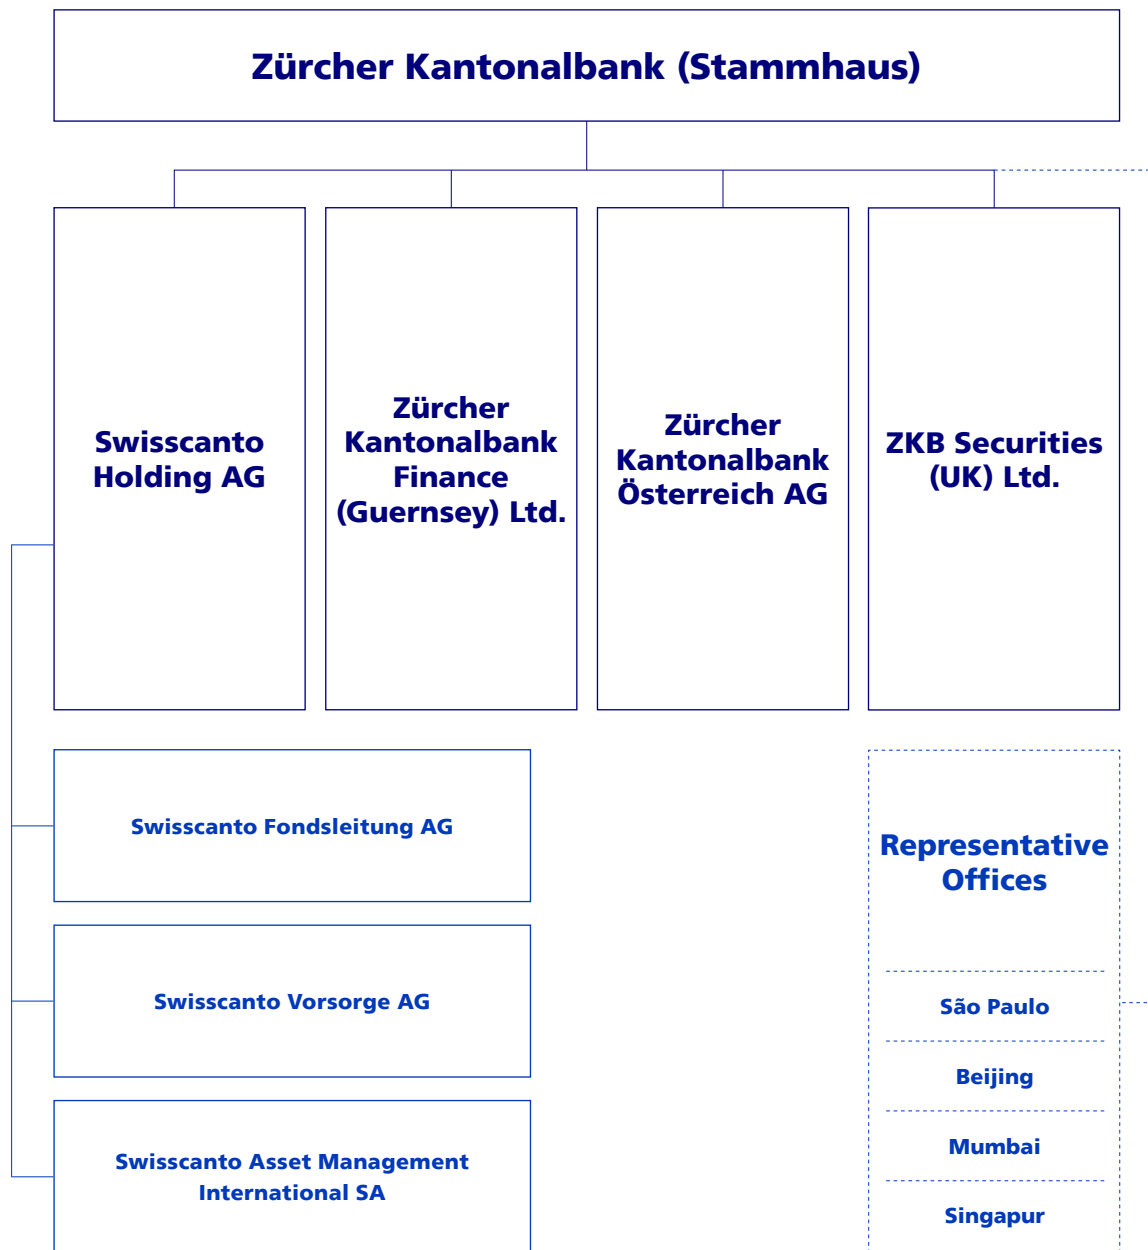 Zürcher Kantonalbank (Stammhaus)
Swisscanto
Holding AG
Zürcher
Kantonalbank
Finance
(Guernsey) Ltd.
Zürcher
Kantonalbank
Österreich AG
ZKB Securities
(UK) Ltd.
Swisscanto Fondsleitung AG
Swisscanto Vorsorge AG
Swisscanto Asset Management
International SA
Representative
Offices
São Paulo
Beijing
Mumbai
Singapur